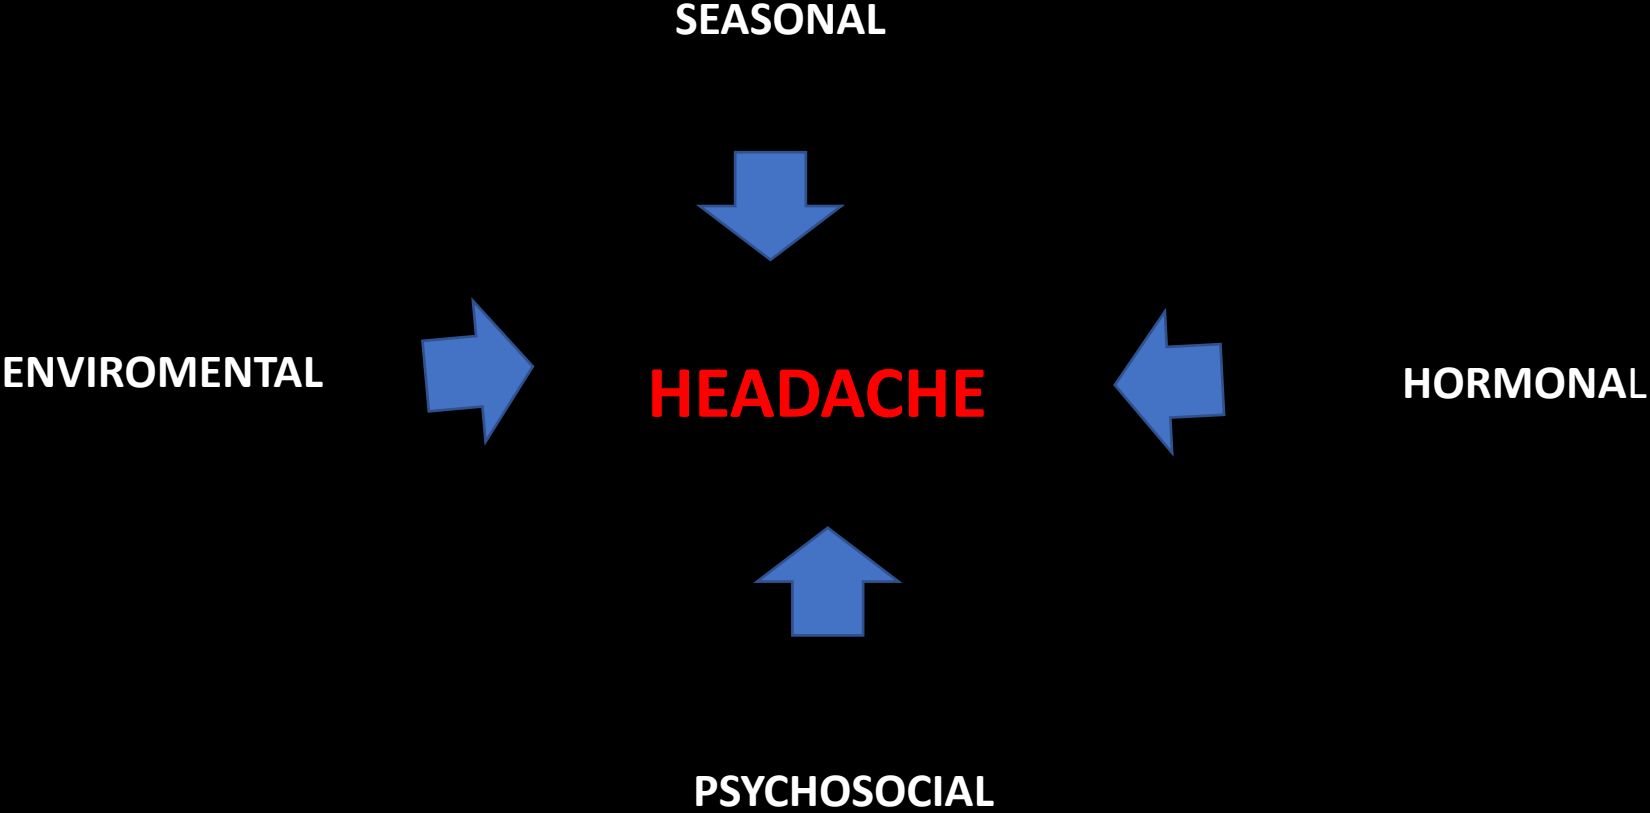 SEASONAL
ENVIROMENTAL
HEADACHE
HORMONAL
PSYCHOSOCIAL